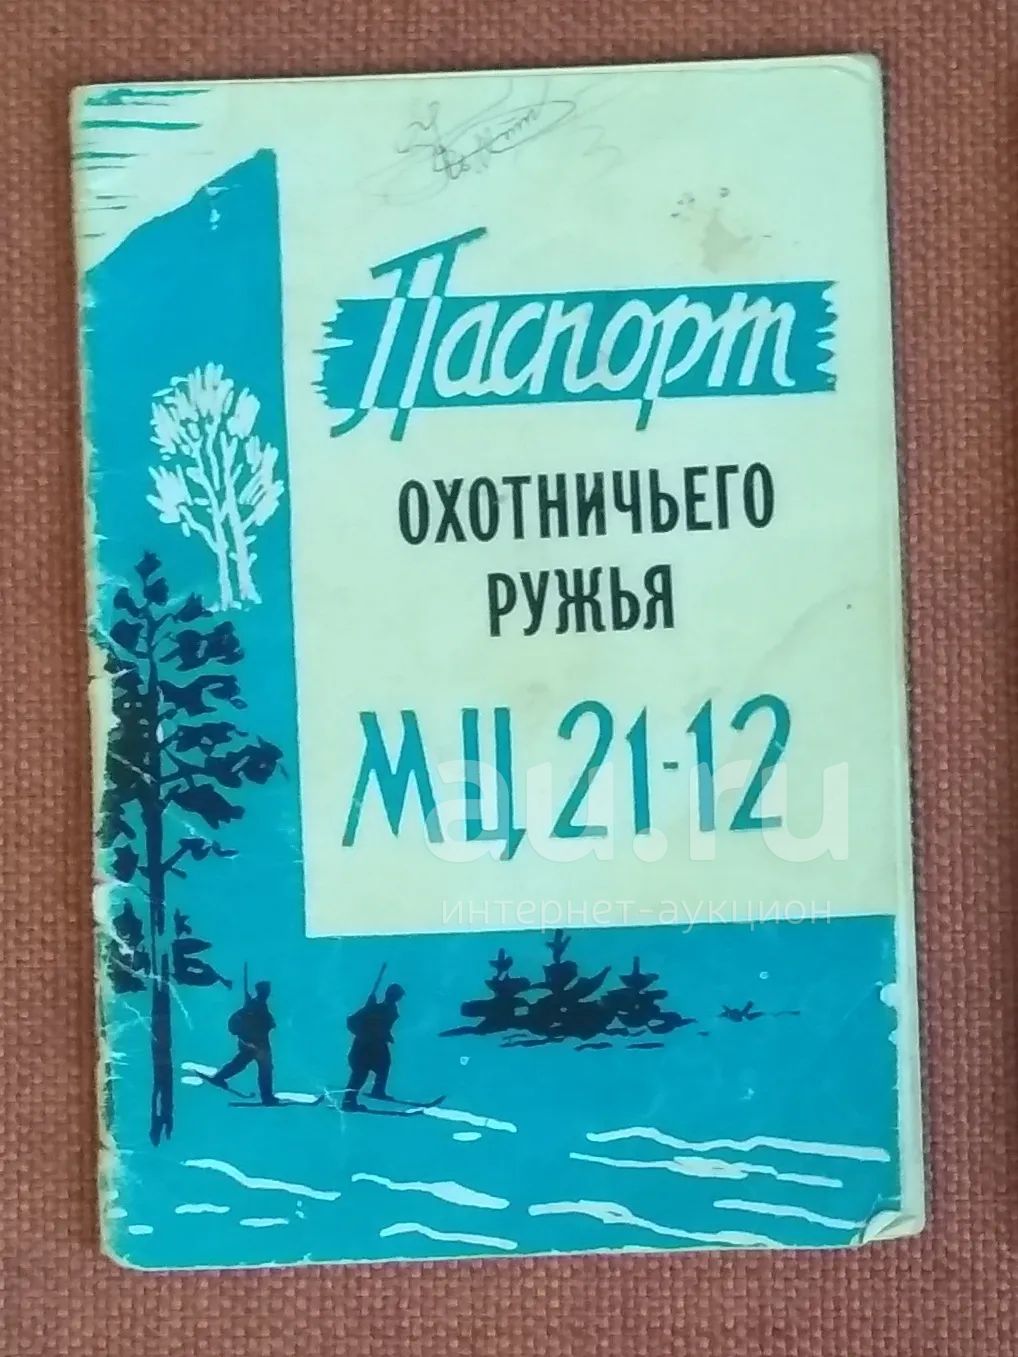 Паспорт
ОХОТНИЧЬЕГО
РУЖЬЯ
МЦ 21-12
au.ru
интернет-аукцион